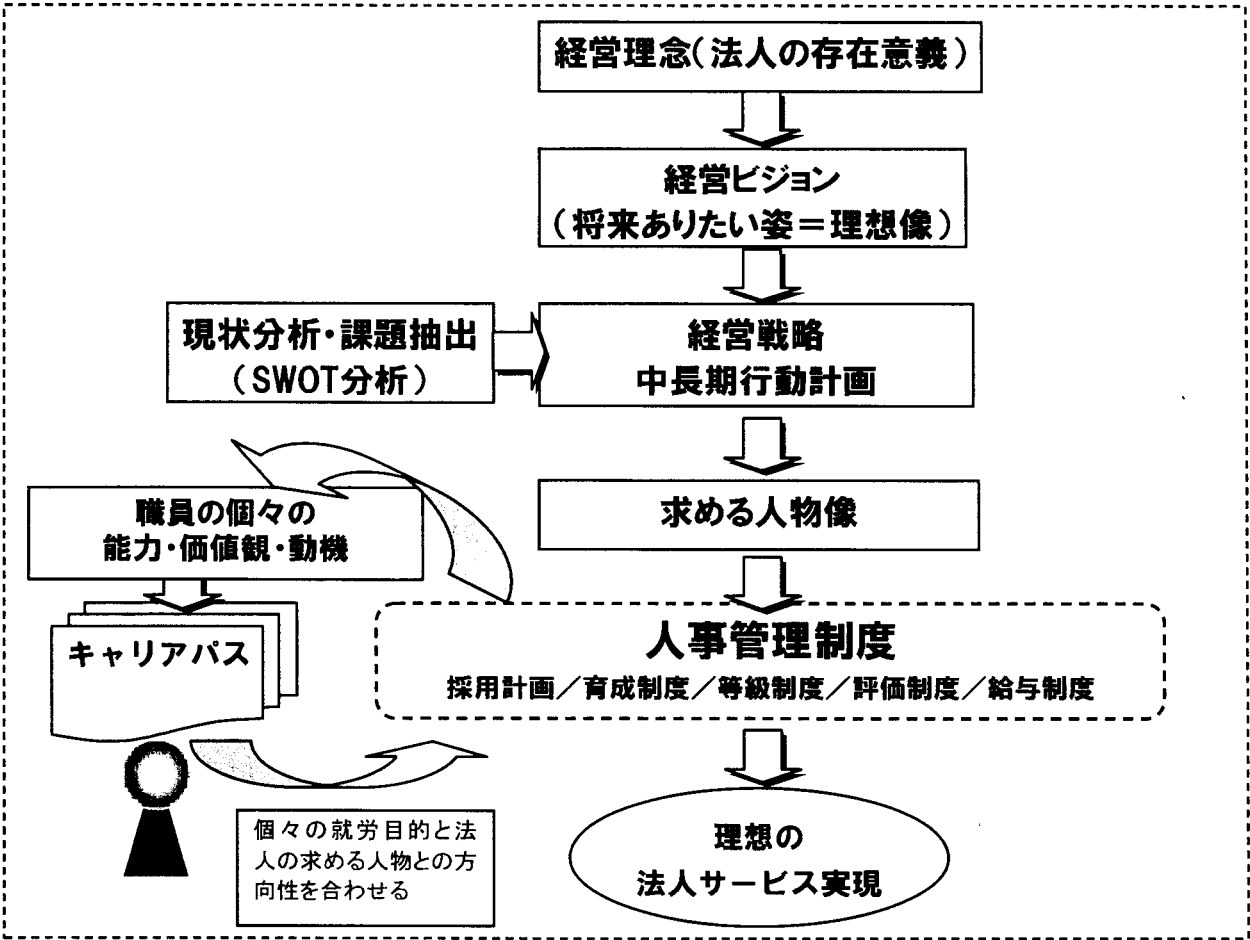 経営理念(法人の存在意義)
経営ビジョン
(将来ありたい姿=理想像)
現状分析・課題抽出
(SWOT分析)
経営戦略
中長期行動計画
求める人物像
職員の個々の
能力・価値観・動機
キャリアパス
人事管理制度
採用計画/育成制度/等級制度/評価制度/給与制度
個々の就労目的と法
人の求める人物との方
向性を合わせる
理想の
法人サービス実現